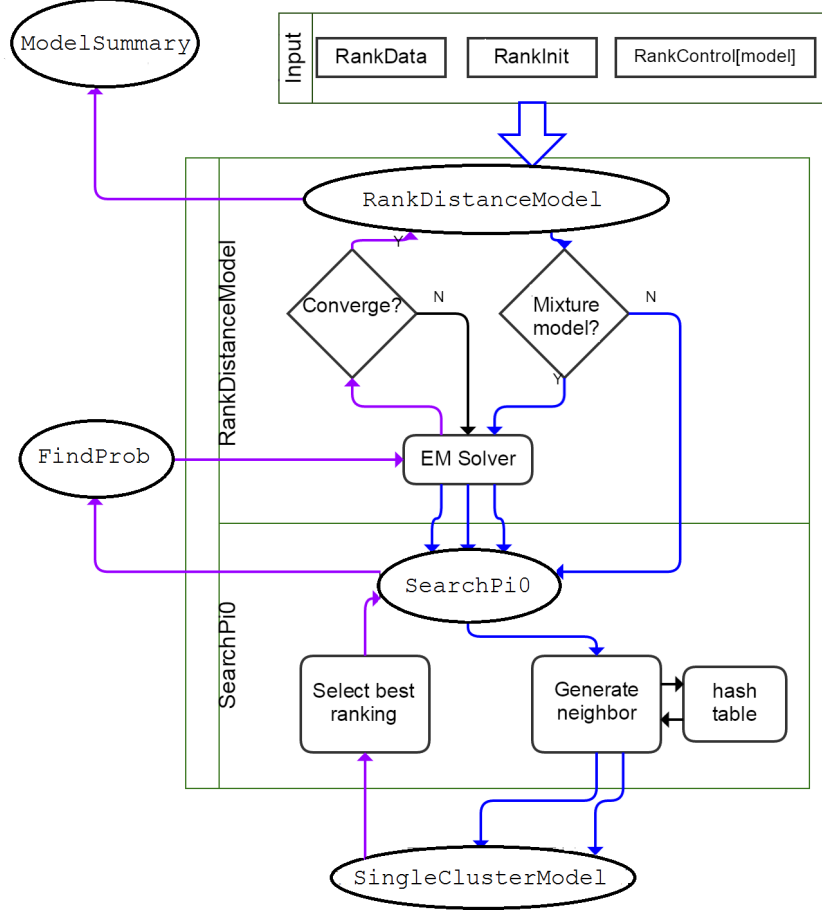 ModelSummary
Input
RankData
RankInit
RankControl[model]
RankDistanceModel
RankDistanceModel
Y
Converge?
N
Mixture
model?
N
Y
EM Solver
FindProb
SearchPi0
SearchPi0
Select best
ranking
Generate
neighbor
hash
table
SingleClusterModel